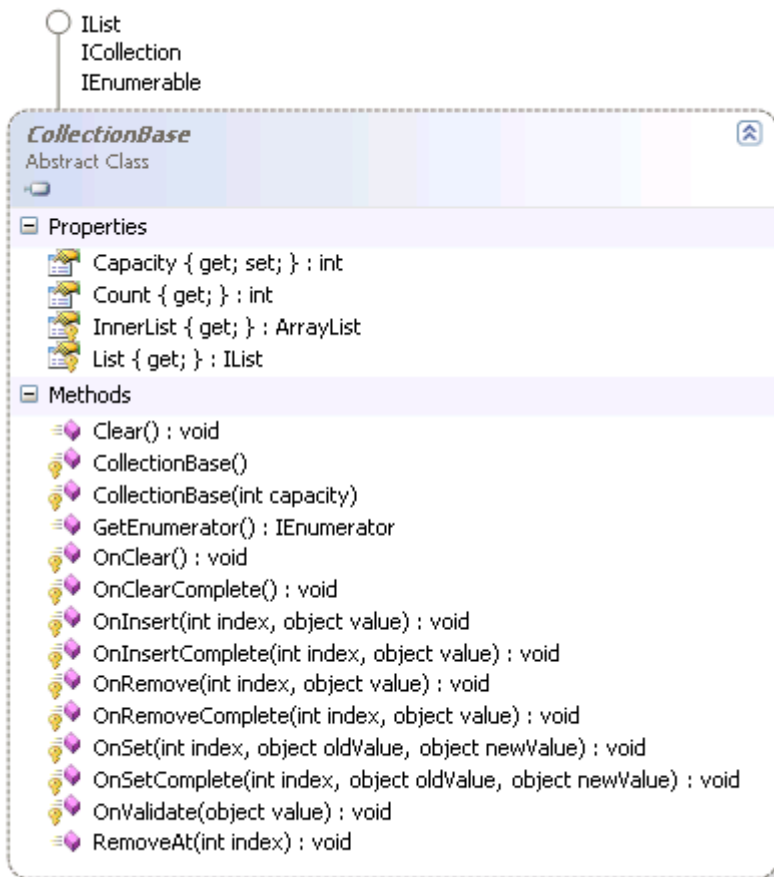 IList
ICollection
IEnumerable
CollectionBase
Abstract Class
Properties
Capacity { get; set; } : int
Count { get; } : int
InnerList { get; } : ArrayList
List { get; } : IList
Methods
Clear() : void
CollectionBase()
CollectionBase(int capacity)
GetEnumerator() : IEnumerator
OnClear() : void
OnClearComplete() : void
OnInsert(int index, object value) : void
OnInsertComplete(int index, object value) : void
OnRemove(int index, object value) : void
OnRemoveComplete(int index, object value) : void
OnSet(int index, object oldValue, object newValue) : void
OnSetComplete(int index, object oldValue, object newValue) : void
OnValidate(object value) : void
RemoveAt(int index) : void